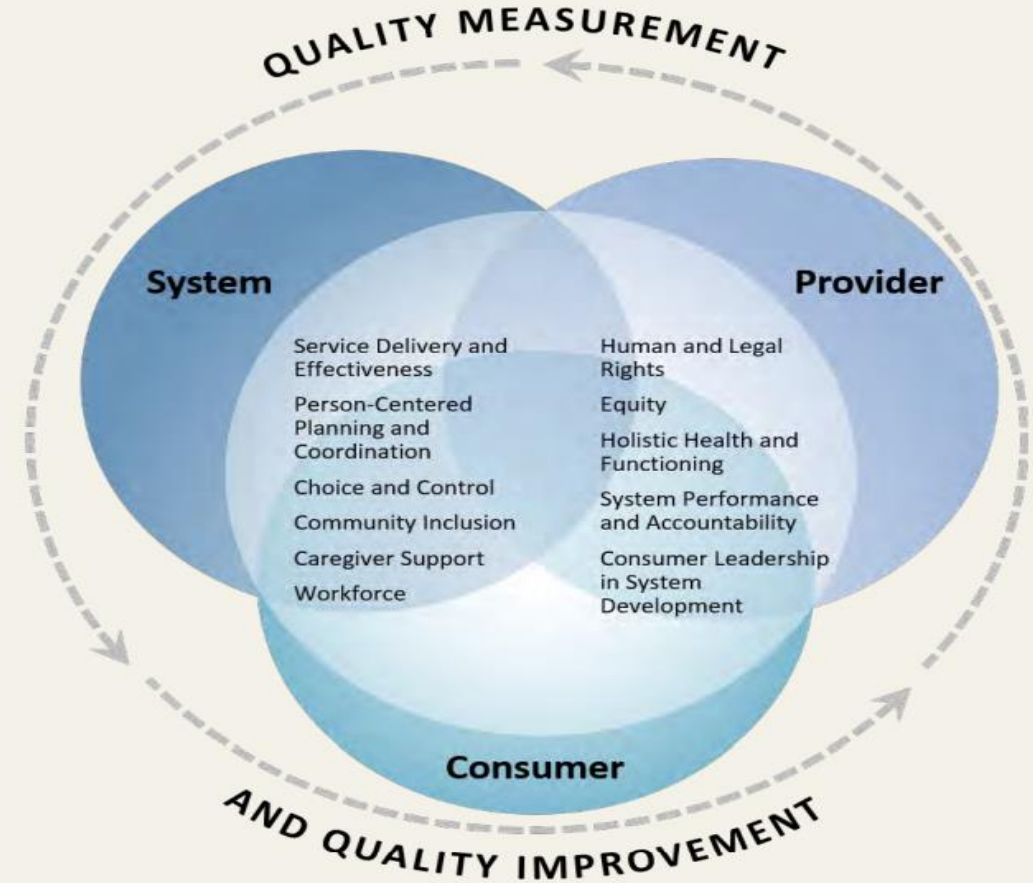 QUALITY MEASUREMENT
System
Provider
Service Delivery and
Effectiveness
Person-Centered
Planning and
Coordination
Choice and Control
Community Inclusion
Caregiver Support
Workforce
Human and Legal
Rights
Equity
Holistic Health and
Functioning
System Performance
and Accountability
Consumer Leadership
in System
Development
Consumer
AND QUALITY IMPROVEMENT